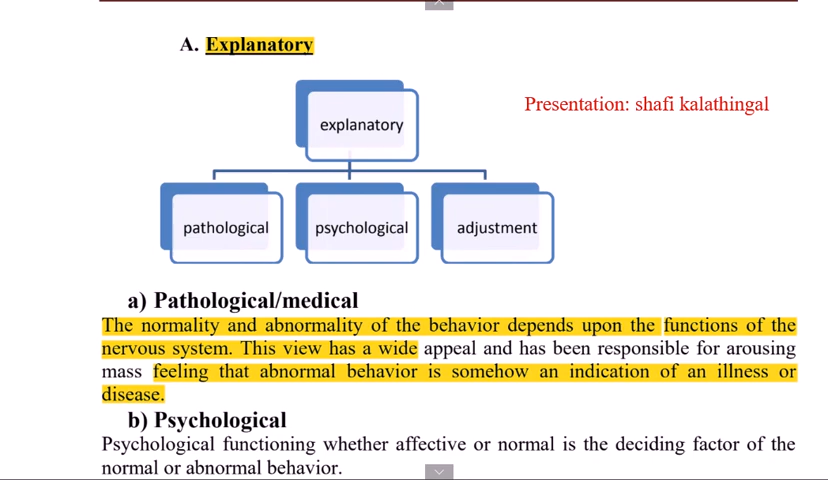 A. Explanatory
Presentation: shafi kalathingal
explanatory
pathological
psychological
adjustment
a) Pathological/medical
The normality and abnormality of the behavior depends upon the functions of the
nervous system. This view has a wide appeal and has been responsible for arousing
mass feeling that abnormal behavior is somehow an indication of an illness or
disease.
b) Psychological
Psychological functioning whether affective or normal is the deciding factor of the
normal or abnormal behavior.